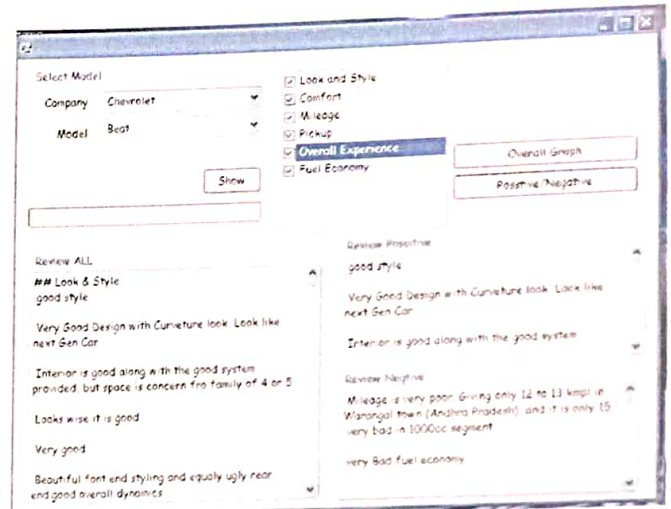 Select Model
Company Chevrolet
Model Beat
Show
Look and Style
Comfort
Mileage
Pickup
Overall Experience
Fuel Economy
Overall Graph
Possitive/Negative
Review ALL
## Look & Style
good style
Very Good Design with Curveture look. Look like
next Gen Car
Interior is good along with the good system
provided, but space is concern fro family of 4 or 5
Looks wise it is good
Very good
Beautiful font end styling and equaly ugly rear
end.good overall dynamics
Review Possitive
good style
Very Good Design with Curveture look. Look like
next Gen Car
Interior is good along with the good system
Review Negtive
Mileage is very poor. Giving only 12 to 13 kmpl in
Warangal town (Andhra Pradesh). and it is only 15
very bad in 1000cc segment
very Bad fuel economy